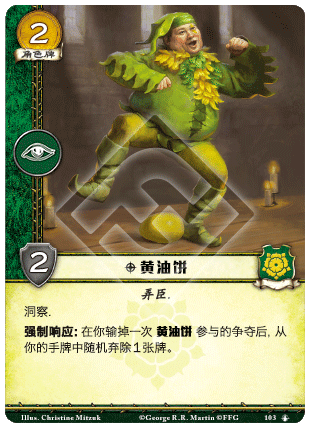 2
角色牌
2
黄油饼
弄臣.
洞察.
强制响应: 在你输掉一次 黄油饼 参与的争夺后, 从
你的手牌中随机弃除1张牌。
Illus. Christine Mitzuk ©George R.R. Martin ©FFG 103